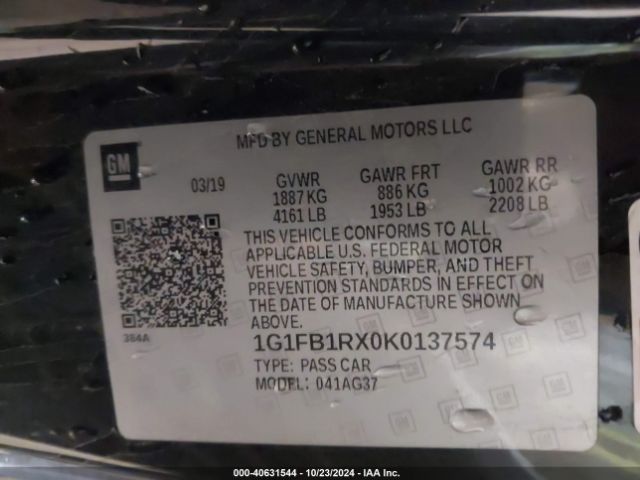 MFD BY GENERAL MOTORS LLC
GM
03/19
GVWR
1887 KG
4161 LB
GAWR FRT
886 KG
1953 LB
GAWR RR
1002 KG
2208 LB
THIS VEHICLE CONFORMS TO ALL
APPLICABLE U.S. FEDERAL MOTOR
VEHICLE SAFETY, BUMPER, AND THEFT
PREVENTION STANDARDS IN EFFECT ON
THE DATE OF MANUFACTURE SHOWN
ABOVE.
384A
1G1FB1RX0K0137574
TYPE: PASS CAR
MODEL: 041AG37
000-40631544 - 10/23/2024 - IAA Inc.